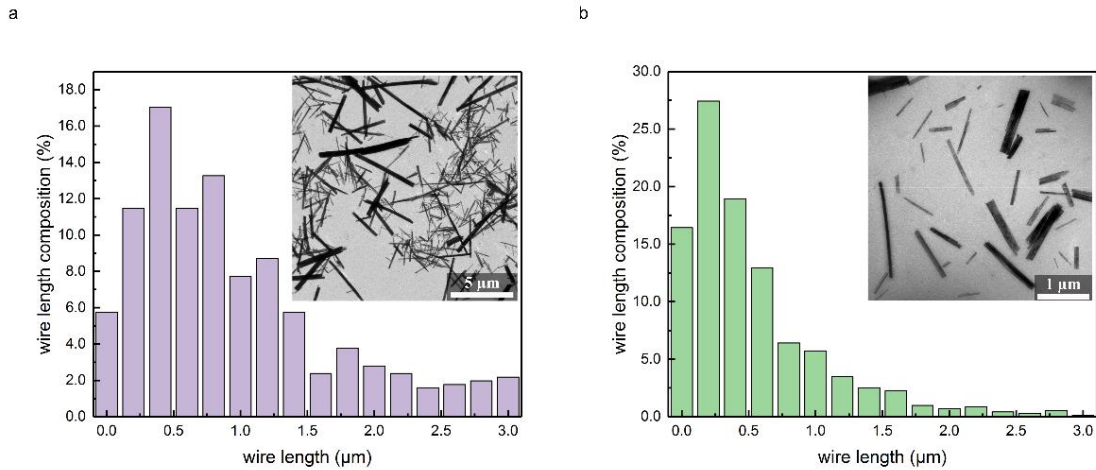 a
b
wire length composition (%)
18.0
16.0
14.0
12.0
10.0
8.0
6.0
4.0
2.0
0.0
0.0 0.5 1.0 1.5 2.0 2.5 3.0
wire length (µm)
5 µm
wire length composition (%)
30.0
25.0
20.0
15.0
10.0
5.0
0.0
0.0 0.5 1.0 1.5 2.0 2.5 3.0
wire length (µm)
1 µm